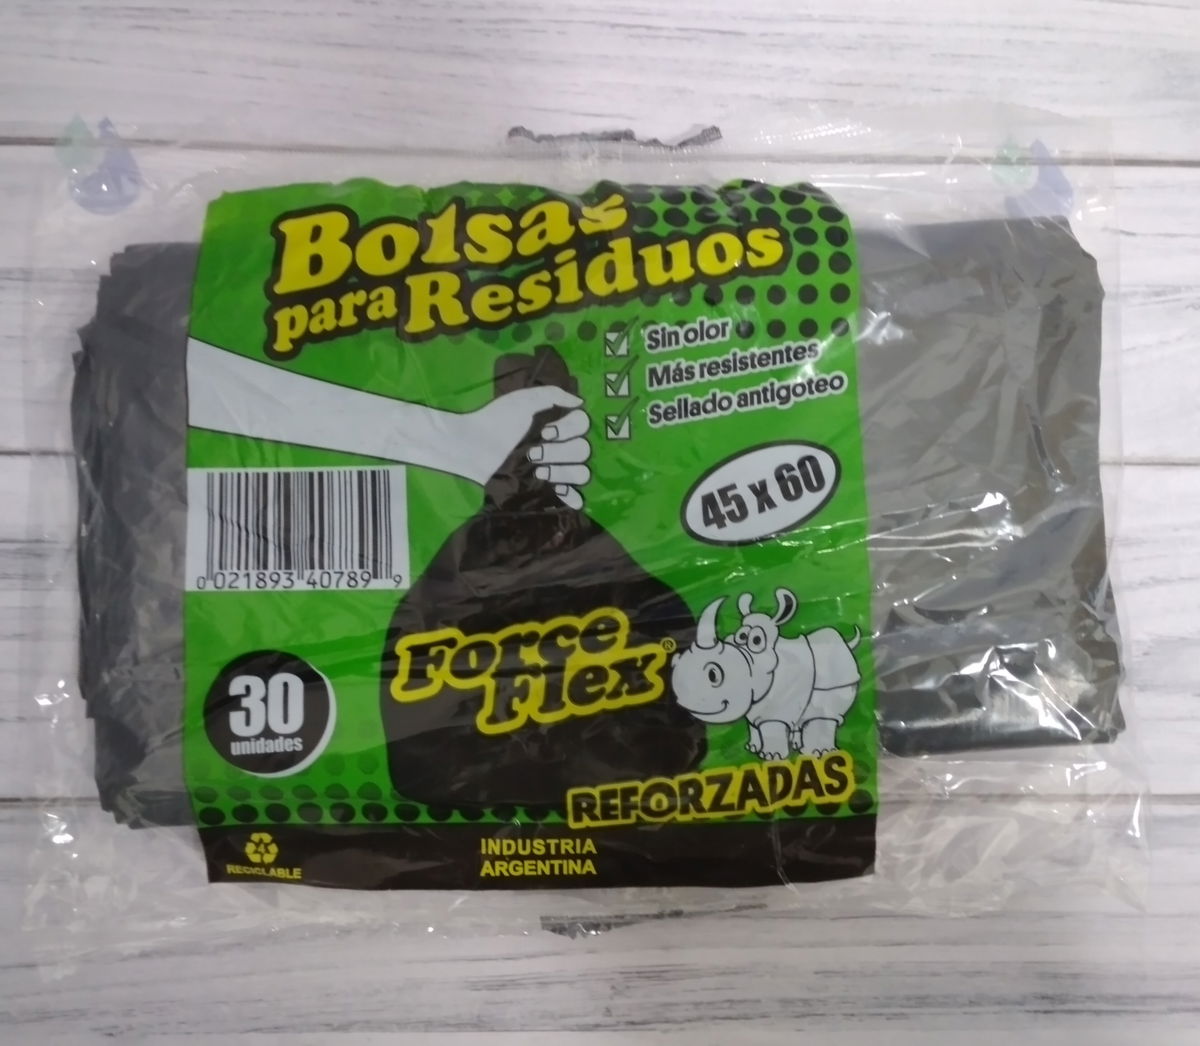 Bolsas
para Residuos
Sin olor
Más resistentes
Sellado antigoteo
45 x 60
0 021893 40789 9
Force
Flex®
30
unidades
REFORZADAS
4
RECICLABLE
INDUSTRIA
ARGENTINA